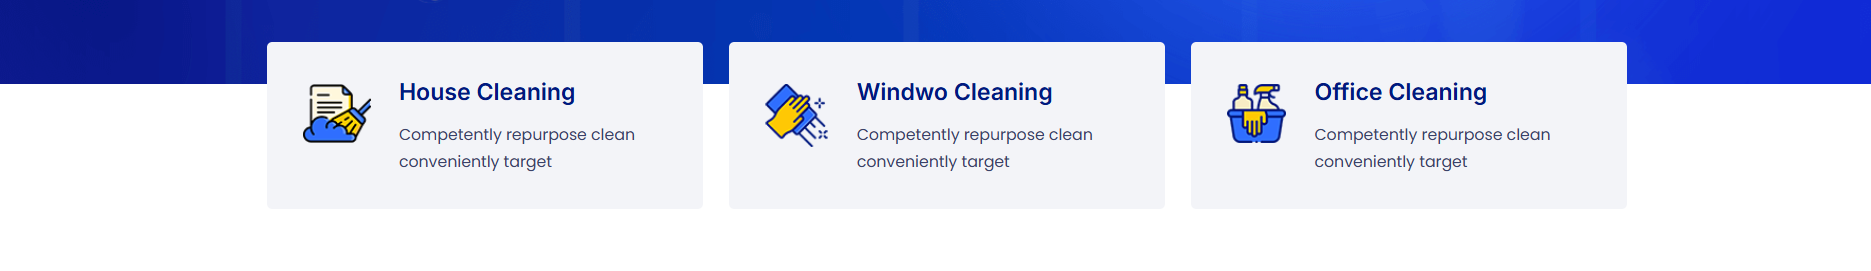 House Cleaning
Competently repurpose clean
conveniently target
Windwo Cleaning
Competently repurpose clean
conveniently target
Office Cleaning
Competently repurpose clean
conveniently target